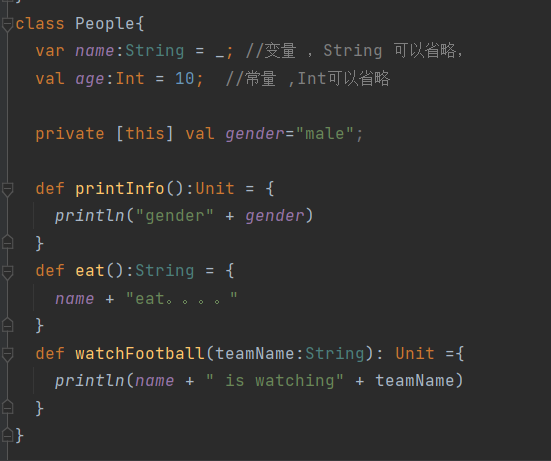 class People{
var name:String = _; //变量 , String 可以省略,
val age:Int = 10;  //常量 ,Int可以省略
private [this] val gender="male";
def printInfo():Unit = {
println("gender" + gender)
}
def eat():String = {
name + "eat。。。。"
}
def watchFootball(teamName:String): Unit ={
println(name + " is watching" + teamName)
}
}